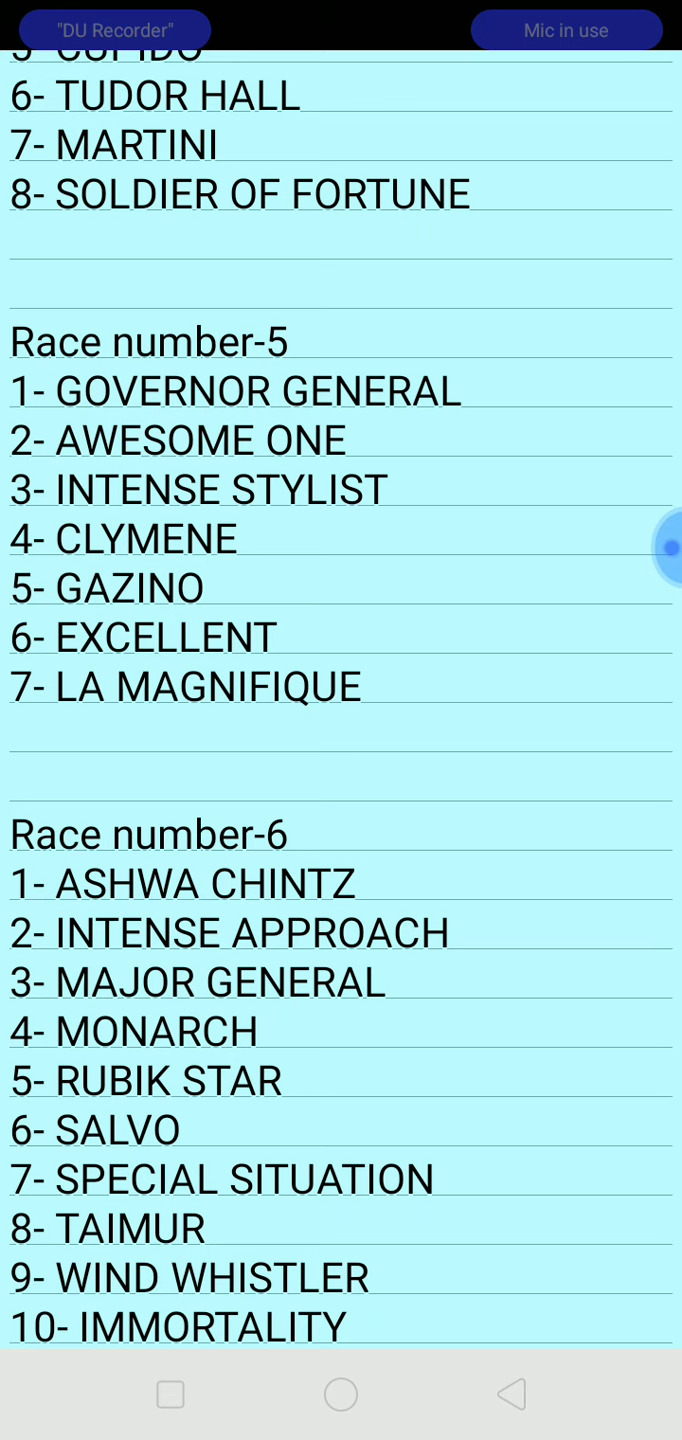 "DU Recorder" Mic in use
5- CUPIDO
6- TUDOR HALL
7- MARTINI
8- SOLDIER OF FORTUNE
Race number-5
1- GOVERNOR GENERAL
2- AWESOME ONE
3- INTENSE STYLIST
4- CLYMENE
5- GAZINO
6- EXCELLENT
7- LA MAGNIFIQUE
Race number-6
1- ASHWA CHINTZ
2- INTENSE APPROACH
3- MAJOR GENERAL
4- MONARCH
5- RUBIK STAR
6- SALVO
7- SPECIAL SITUATION
8- TAIMUR
9- WIND WHISTLER
10- IMMORTALITY